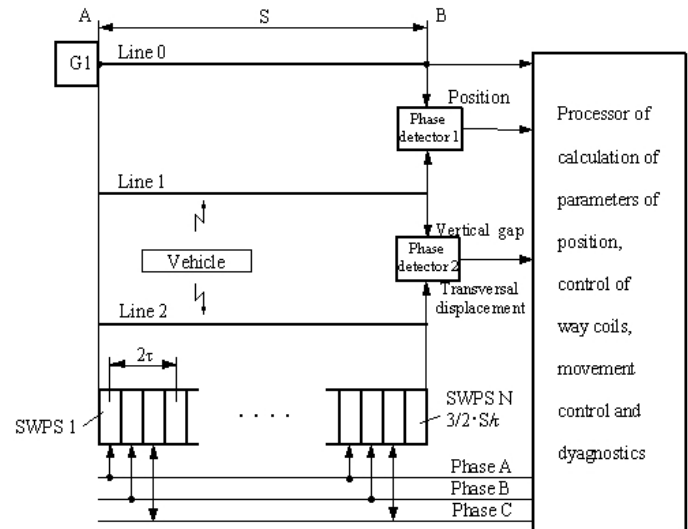 A
S
B
G1
Line 0
Position
Phase
detector 1
Line 1
Vertical gap
Phase
detector 2
Vehicle
Transversal
displacement
Line 2
2τ
SWPS 1
. . . .
SWPS N
3/2·S/τ
Phase A
Phase B
Phase C
Processor of
calculation of
parameters of
position,
control of
way coils,
movement
control and
dyagnostics